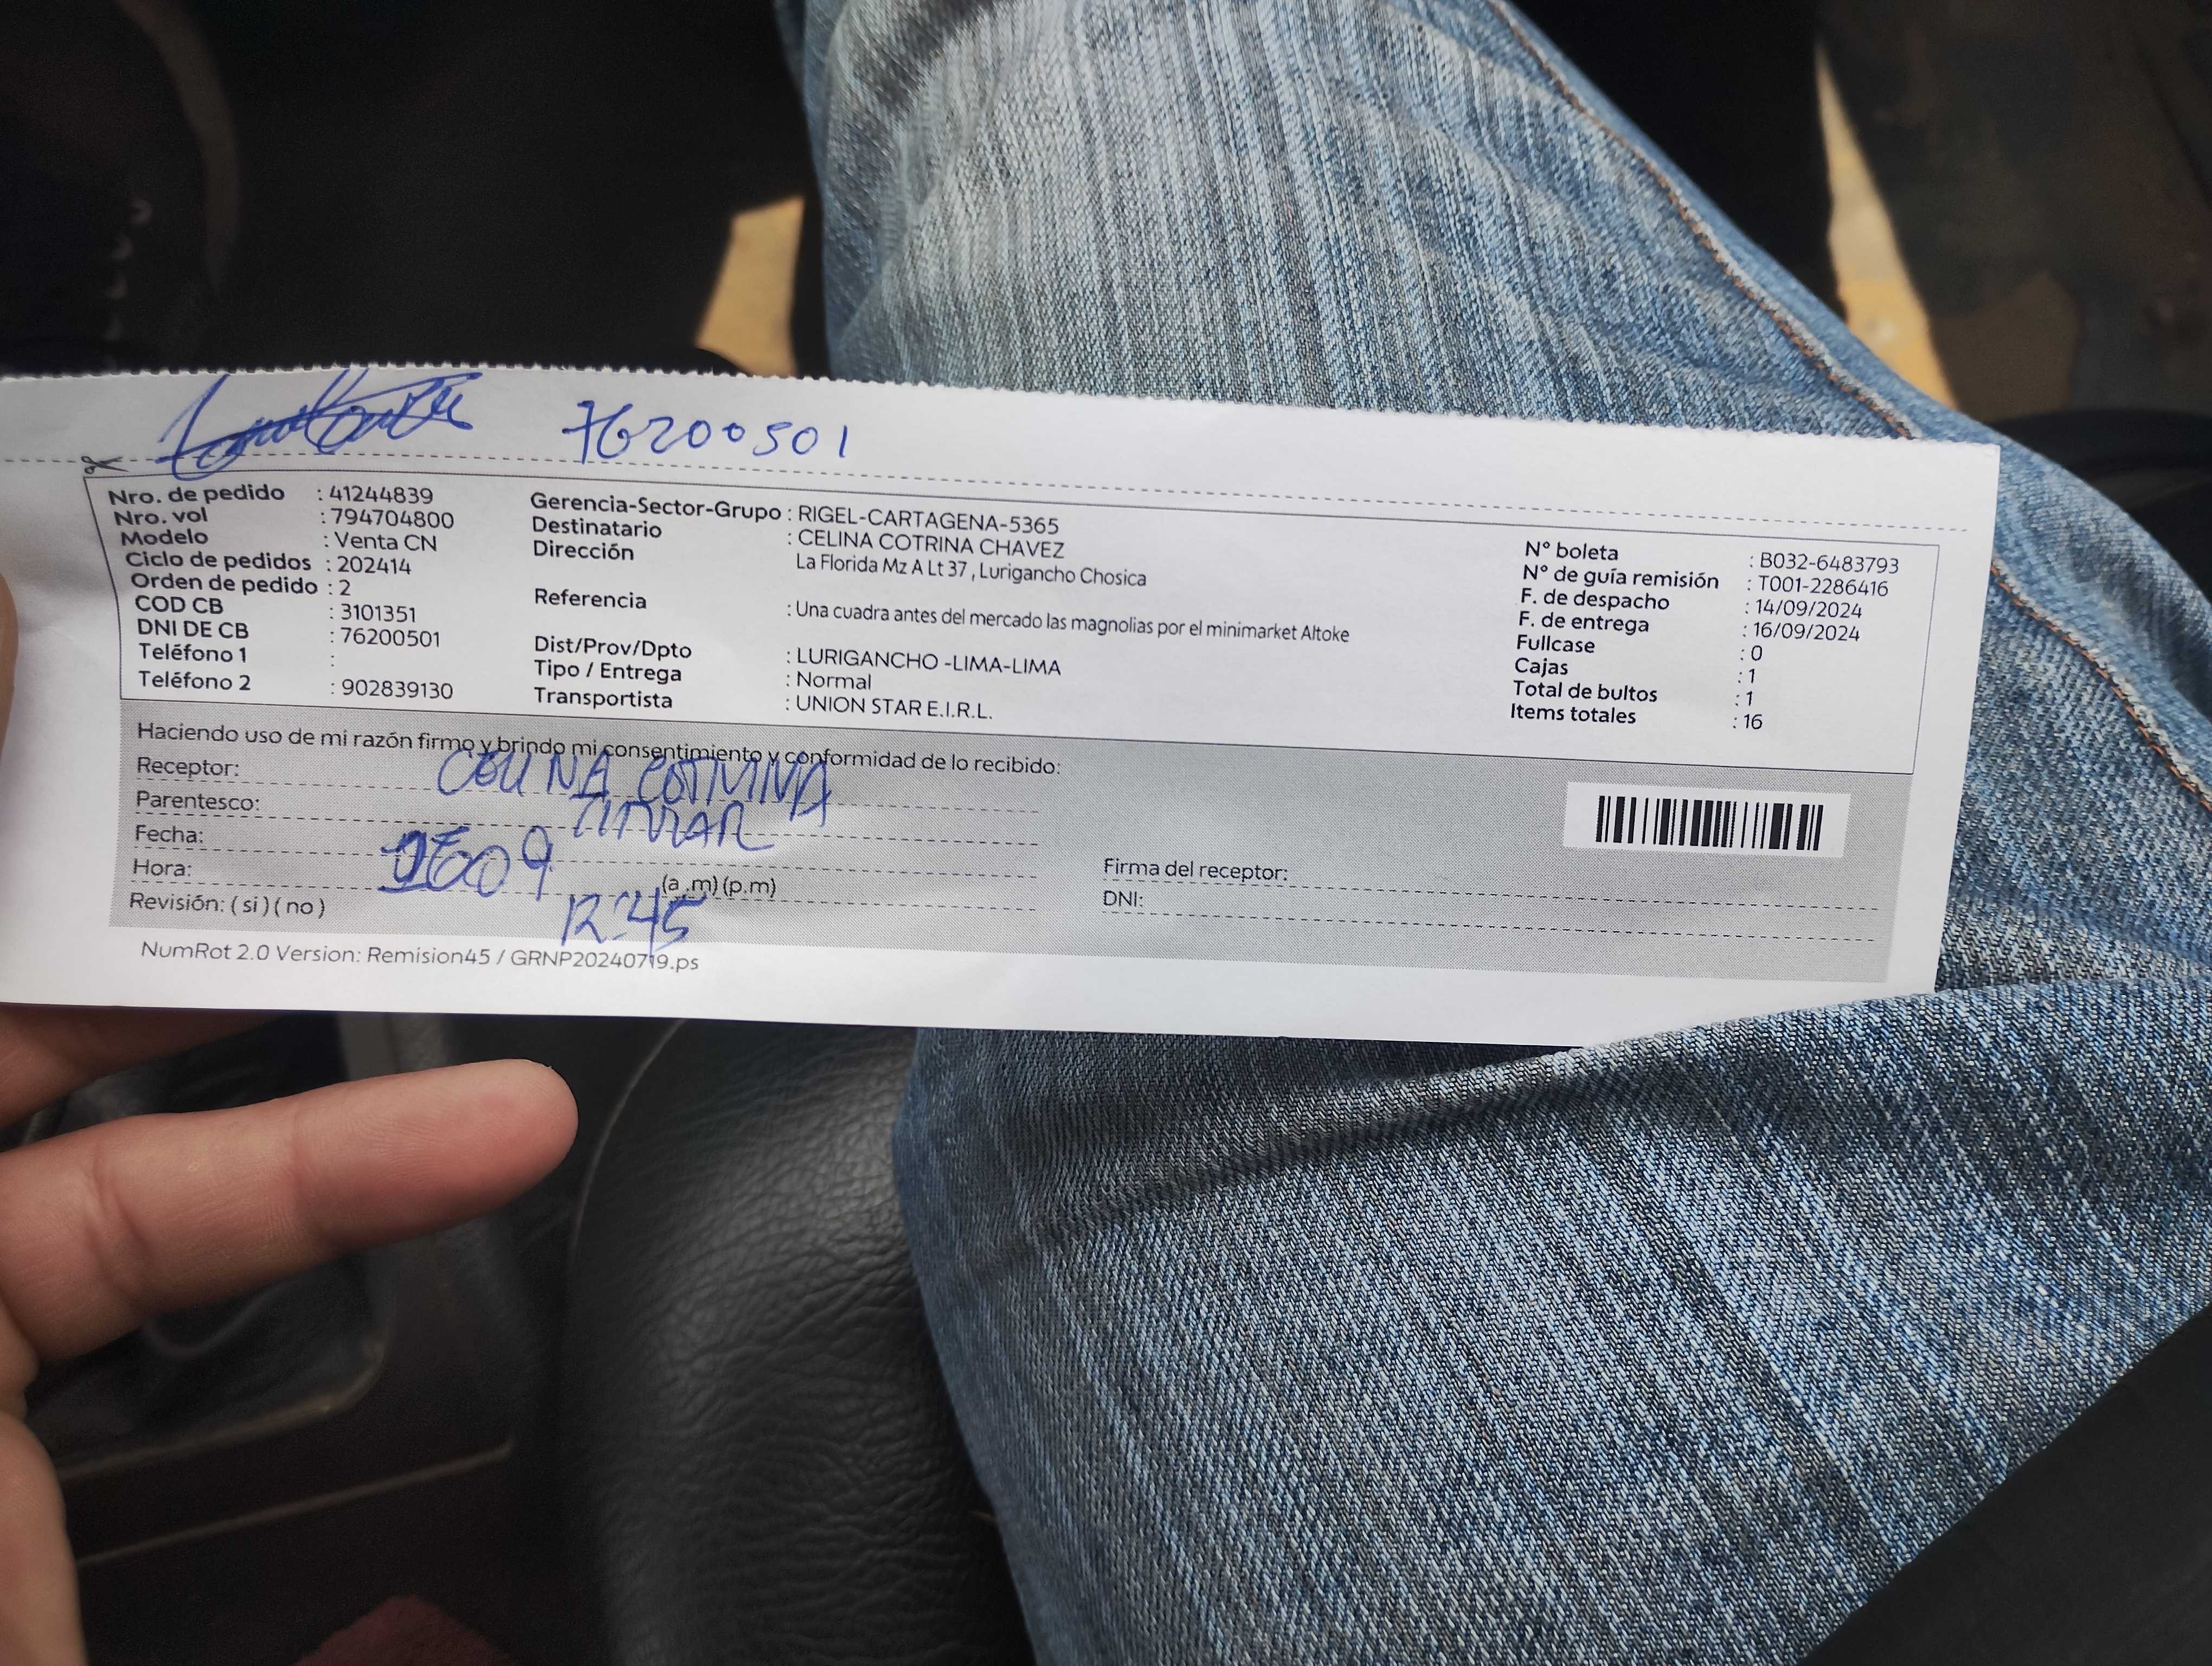 76200501
Nro. de pedido : 41244839
Nro. vol : 794704800
Modelo : Venta CN
Ciclo de pedidos : 202414
Orden de pedido : 2
COD CB : 3101351
DNI DE CB : 76200501
Teléfono 1 :
Teléfono 2 : 902839130
Gerencia-Sector-Grupo : RIGEL-CARTAGENA-5365
Destinatario : CELINA COTRINA CHAVEZ
Dirección La Florida Mz A Lt 37 , Lurigancho Chosica
Referencia : Una cuadra antes del mercado las magnolias por el minimarket Altoke
Dist/Prov/Dpto : LURIGANCHO -LIMA-LIMA
Tipo / Entrega : Normal
Transportista : UNION STAR E.I.R.L.
N° boleta : B032-6483793
N° de guía remisión : T001-2286416
F. de despacho : 14/09/2024
F. de entrega : 16/09/2024
Fullcase : 0
Cajas : 1
Total de bultos : 1
Items totales : 16
Haciendo uso de mi razón firmo y brindo mi consentimiento y conformidad de lo recibido:
Receptor: CELINA COTRINA
Parentesco: TITULAR
Fecha:
Hora: (a .m) (p.m) 12:45
Revisión: ( si ) ( no )
Firma del receptor:
DNI:
NumRot 2.0 Version: Remision45 / GRNP20240719.ps